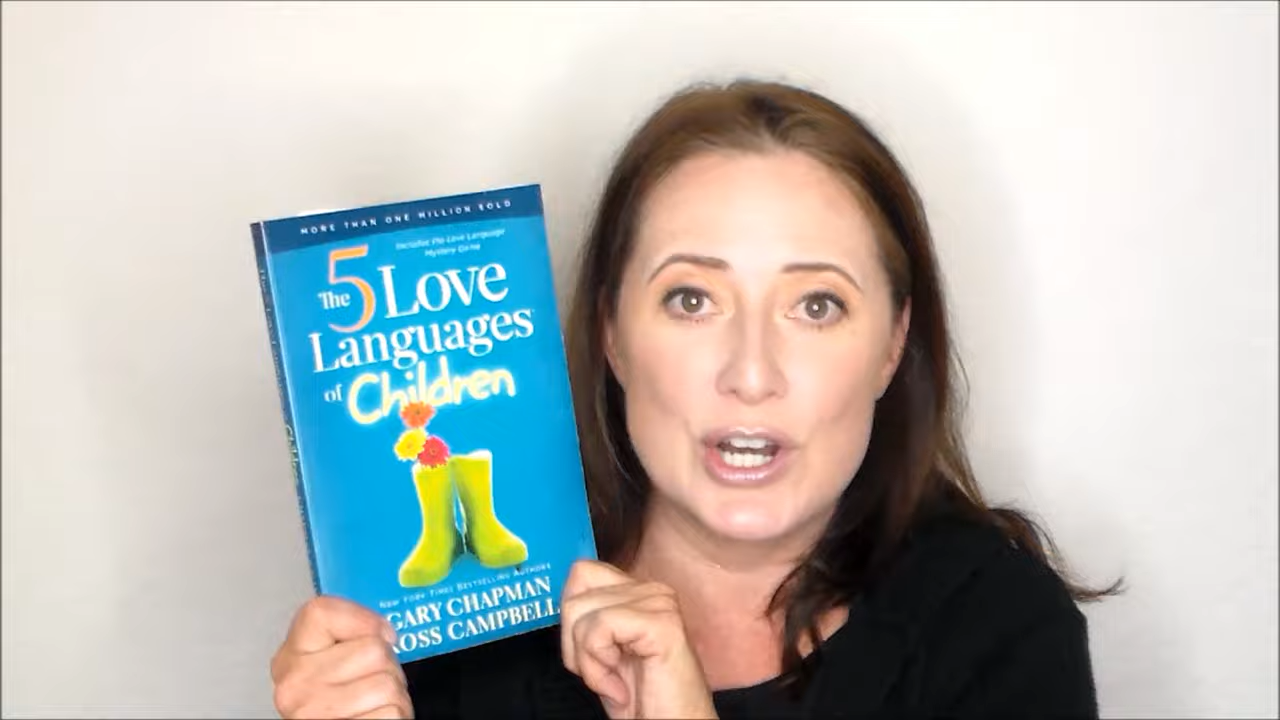 MORE THAN ONE MILLION SOLD
Includes The Love Language
Mystery Game
The 5 Love
Languages
of Children
NEW YORK TIMES BESTSELLING AUTHORS
GARY CHAPMAN
ROSS CAMPBELL